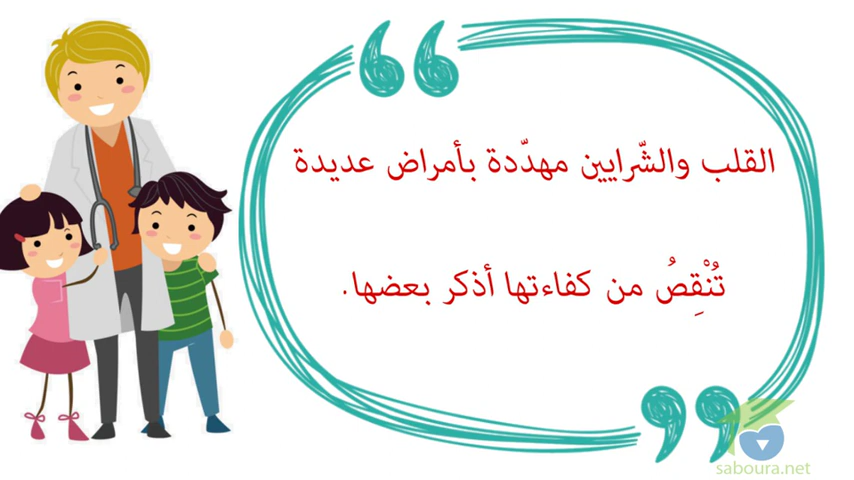 القلب والشّرايين مهدّدة بأمراض عديدة
تُنْقِصُ من كفاءتها أذكر بعضها.
saboura.net